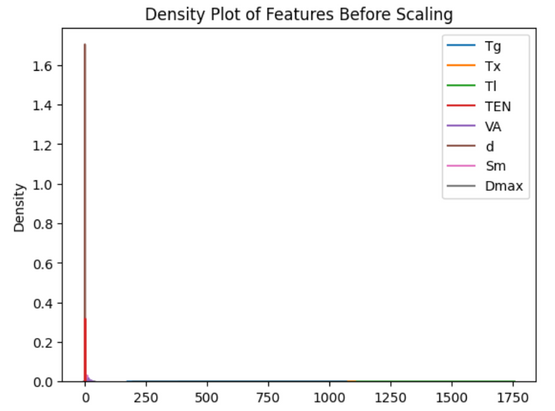 Density Plot of Features Before Scaling
Tg
Tx
Tl
TEN
VA
d
Sm
Dmax
Density
1.6
1.4
1.2
1.0
0.8
0.6
0.4
0.2
0.0
0 250 500 750 1000 1250 1500 1750